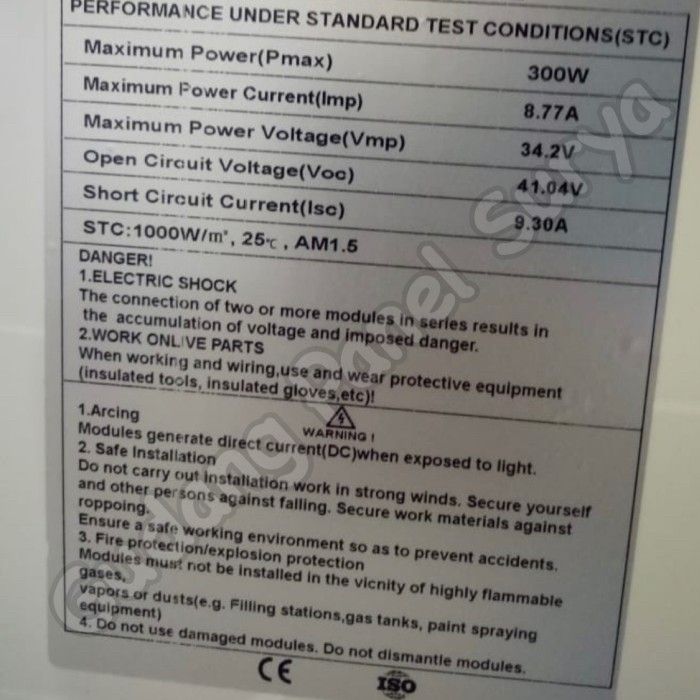 PERFORMANCE UNDER STANDARD TEST CONDITIONS(STC)
Maximum Power(Pmax) 300W
Maximum Power Current(Imp) 8.77A
Maximum Power Voltage(Vmp) 34.2V
Open Circuit Voltage(Voc) 41.04V
Short Circuit Current(Isc) 9.30A
STC:1000W/m², 25℃, AM1.5
DANGER!
1.ELECTRIC SHOCK
The connection of two or more modules in series results in
the accumulation of voltage and imposed danger.
2.WORK ONLIVE PARTS
When working and wiring,use and wear protective equipment
(insulated tools, insulated gloves,etc)!
WARNING !
1.Arcing
Modules generate direct current(DC)when exposed to light.
2. Safe Installation
Do not carry out installation work in strong winds. Secure yourself
and other persons against falling. Secure work materials against
roppoing.
Ensure a safe working environment so as to prevent accidents.
3. Fire protection/explosion protection
Modules must not be installed in the vicnity of highly flammable
gases,
vapors or dusts(e.g. Filling stations,gas tanks, paint spraying
equipment)
4. Do not use damaged modules. Do not dismantle modules.
CE ISO
Gudang Panel Surya